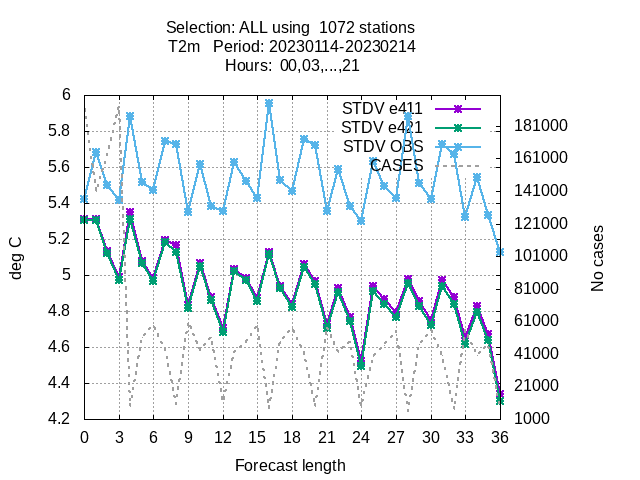 Selection: ALL using  1072 stations
T2m   Period: 20230114-20230214
Hours:  00,03,...,21
STDV e411
STDV e421
STDV OBS
CASES
deg C
6
5.8
5.6
5.4
5.2
5
4.8
4.6
4.4
4.2
181000
161000
141000
121000
101000
81000
61000
41000
21000
1000
No cases
0 3 6 9 12 15 18 21 24 27 30 33 36
Forecast length